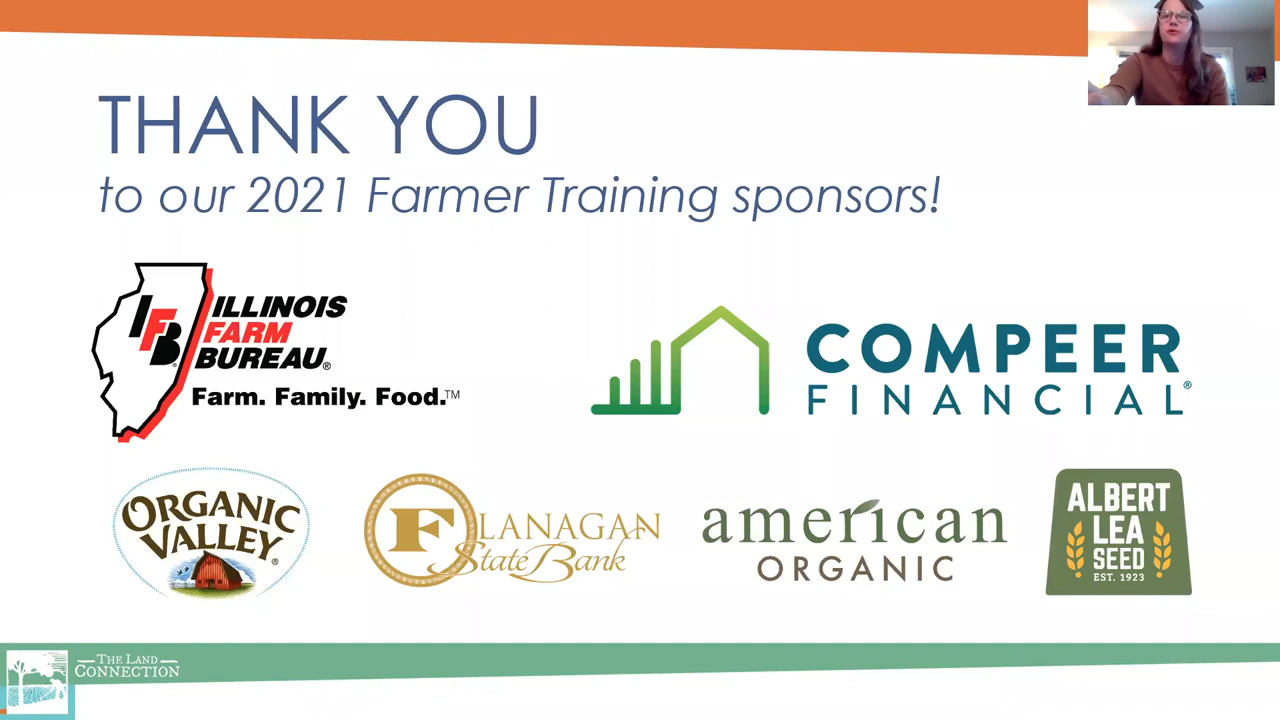 THANK YOU
to our 2021 Farmer Training sponsors!
IFB®
ILLINOIS
FARM
BUREAU®
Farm. Family. Food.™
COMPEER
FINANCIAL®
ORGANIC
VALLEY®
FLANAGAN
State Bank
american
ORGANIC
ALBERT
LEA
SEED
EST. 1923
THE LAND
CONNECTION